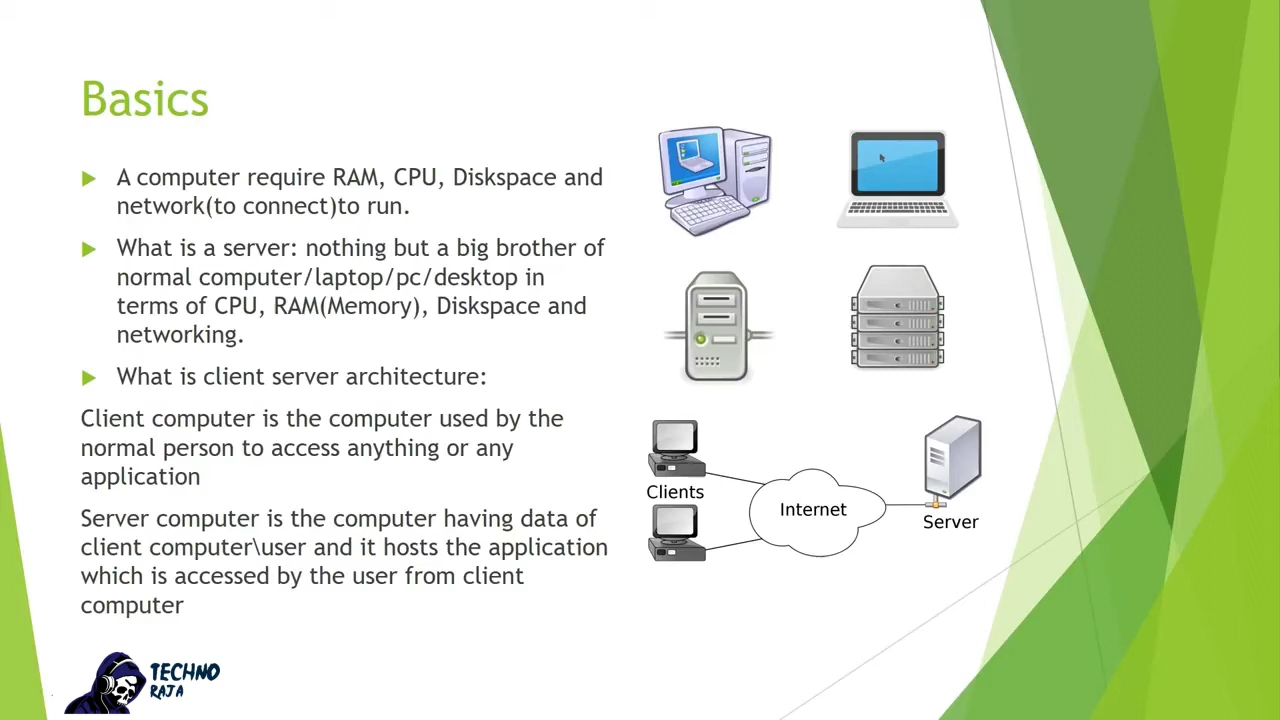 Basics
A computer require RAM, CPU, Diskspace and
network(to connect)to run.
What is a server: nothing but a big brother of
normal computer/laptop/pc/desktop in
terms of CPU, RAM(Memory), Diskspace and
networking.
What is client server architecture:
Client computer is the computer used by the
normal person to access anything or any
application
Server computer is the computer having data of
client computer\user and it hosts the application
which is accessed by the user from client
computer
Clients
Internet
Server
TECHNO
RAJA